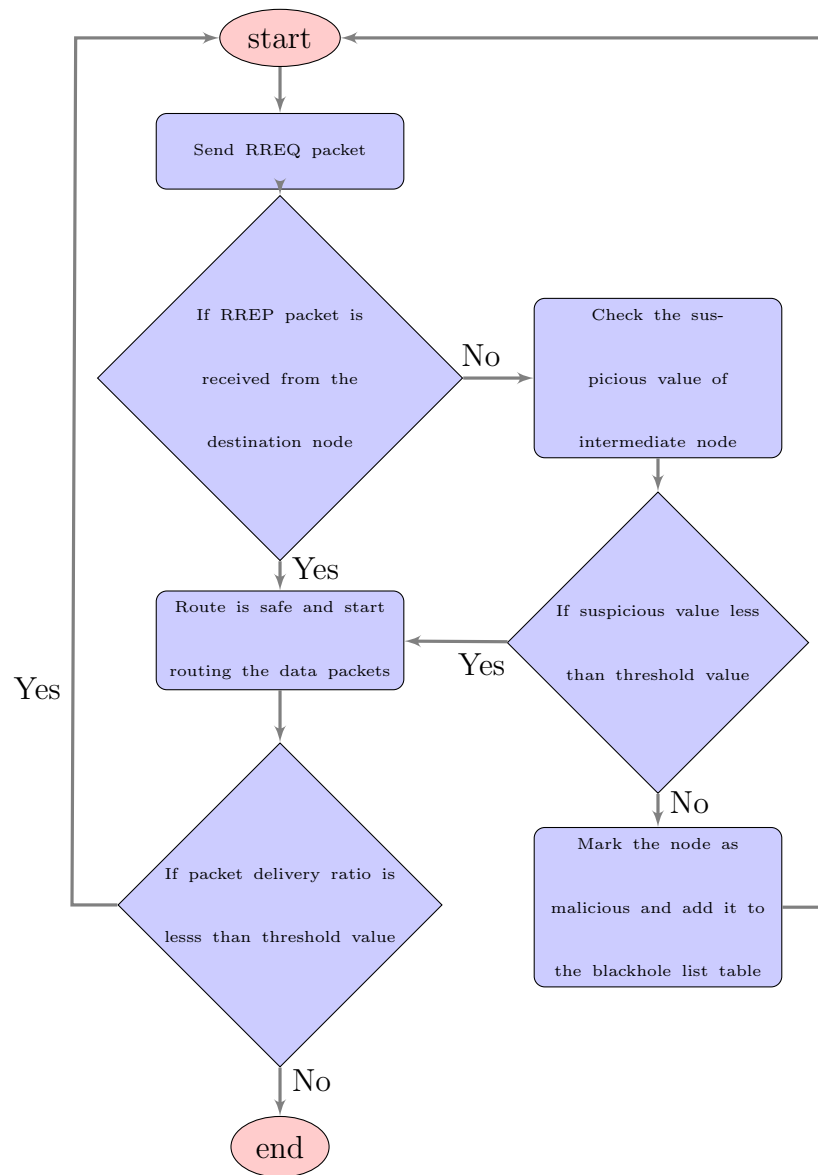 start
Send RREQ packet
If RREP packet is
received from the
destination node
No
Check the sus-
picious value of
intermediate node
Yes
Route is safe and start
routing the data packets
If suspicious value less
than threshold value
Yes
Yes
No
Mark the node as
malicious and add it to
the blackhole list table
If packet delivery ratio is
lesss than threshold value
No
end